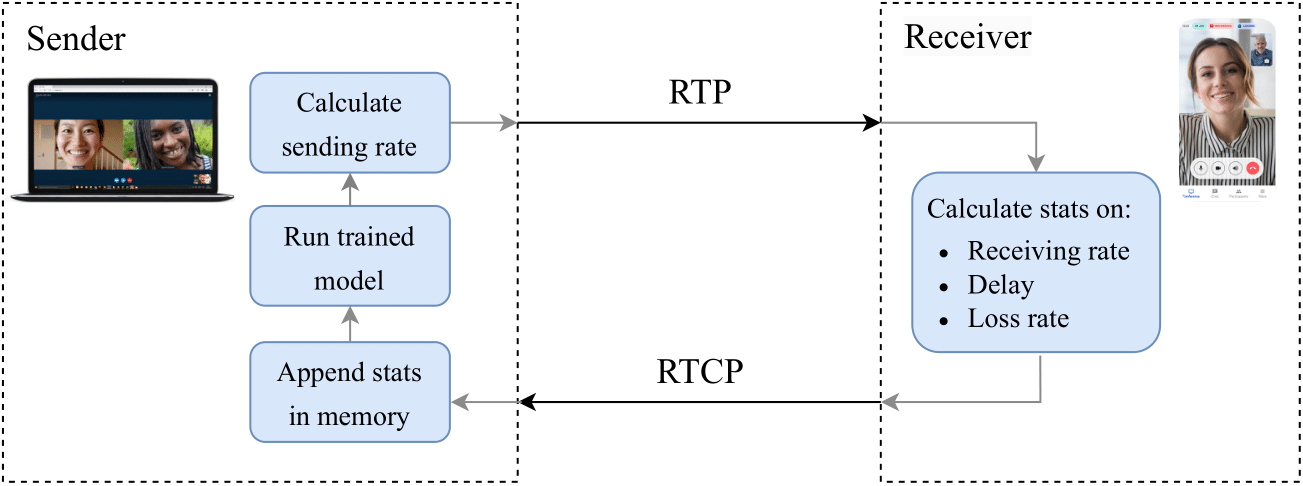 Sender
Calculate
sending rate
Run trained
model
Append stats
in memory
RTP
RTCP
Receiver
Calculate stats on:
• Receiving rate
• Delay
• Loss rate
Conference